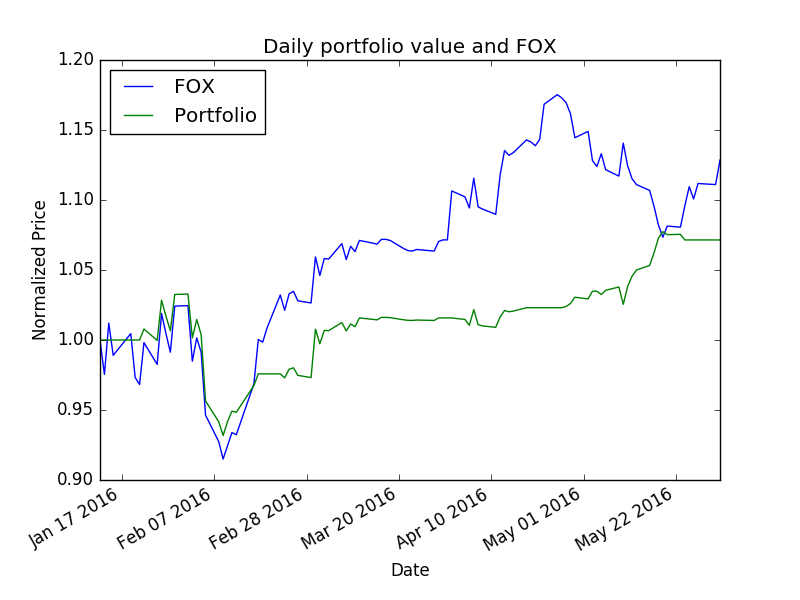 Daily portfolio value and FOX
FOX
Portfolio
1.20
1.15
1.10
1.05
1.00
0.95
0.90
Normalized Price
Jan 17 2016
Feb 07 2016
Feb 28 2016
Mar 20 2016
Apr 10 2016
May 01 2016
May 22 2016
Date